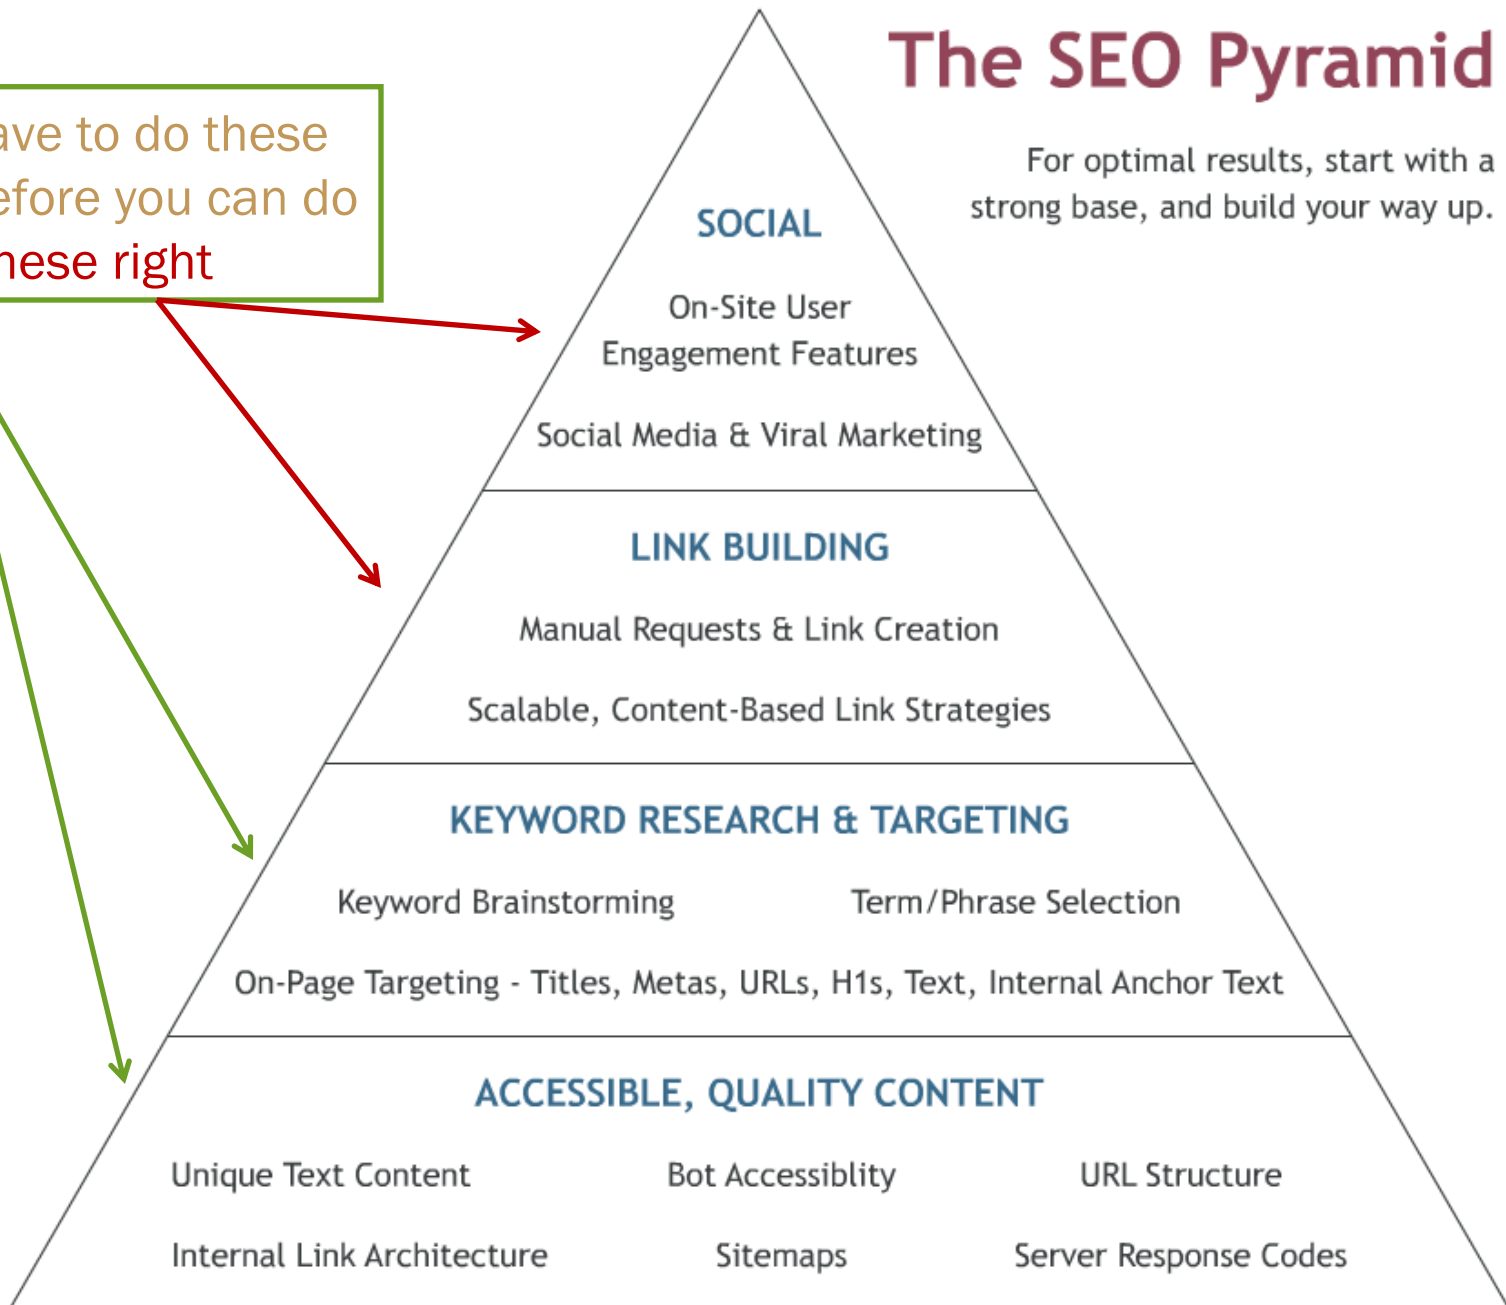 The SEO Pyramid
For optimal results, start with a
strong base, and build your way up.
ave to do these
efore you can do
hese right
SOCIAL
On-Site User
Engagement Features
Social Media & Viral Marketing
LINK BUILDING
Manual Requests & Link Creation
Scalable, Content-Based Link Strategies
KEYWORD RESEARCH & TARGETING
Keyword Brainstorming Term/Phrase Selection
On-Page Targeting - Titles, Metas, URLs, H1s, Text, Internal Anchor Text
ACCESSIBLE, QUALITY CONTENT
Unique Text Content Bot Accessiblity URL Structure
Internal Link Architecture Sitemaps Server Response Codes